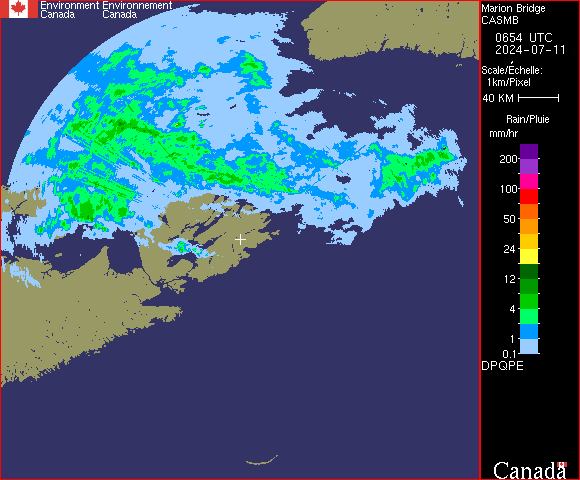 Environment Environnement
Canada Canada
Marion Bridge
CASMB
0654 UTC
2024-07-11
Scale/Échelle:
1km/Pixel
40 KM
Rain/Pluie
mm/hr
200
100
50
24
12
4
1
0.1
DPQPE
Canada